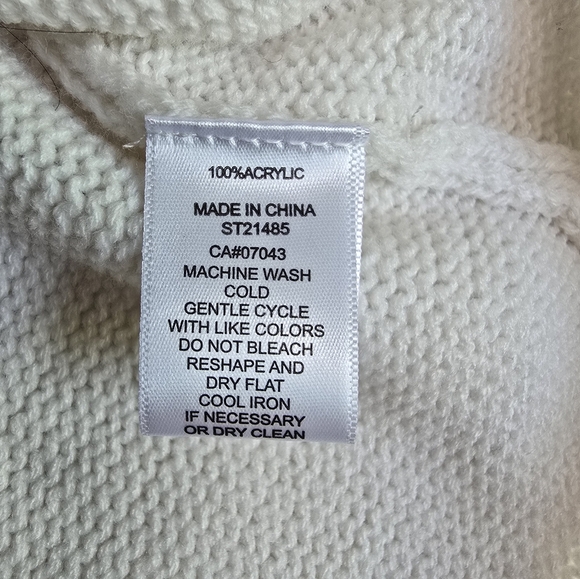 100%ACRYLIC
MADE IN CHINA
ST21485
CA#07043
MACHINE WASH
COLD
GENTLE CYCLE
WITH LIKE COLORS
DO NOT BLEACH
RESHAPE AND
DRY FLAT
COOL IRON
IF NECESSARY
OR DRY CLEAN